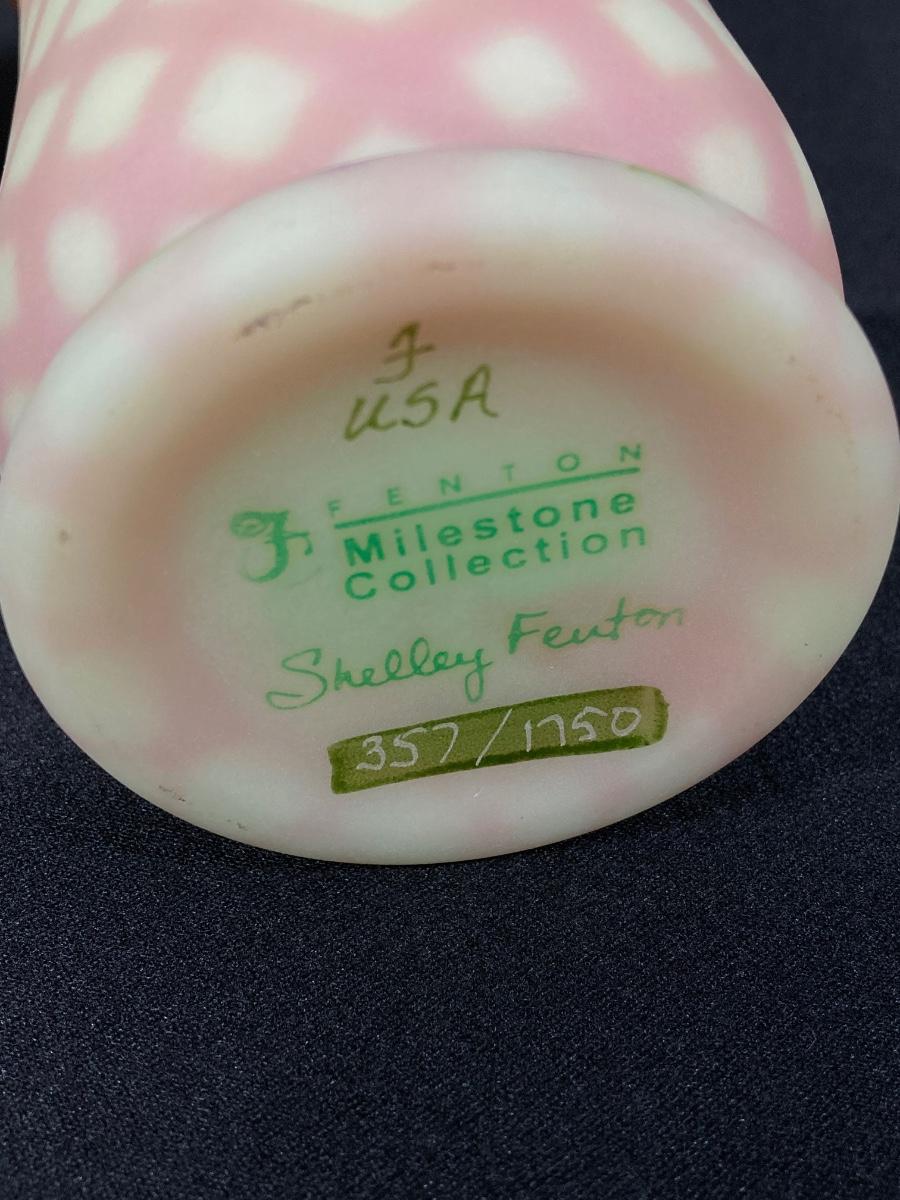 F
USA
F FENTON
Milestone
Collection
Shelley Fenton
357/1750